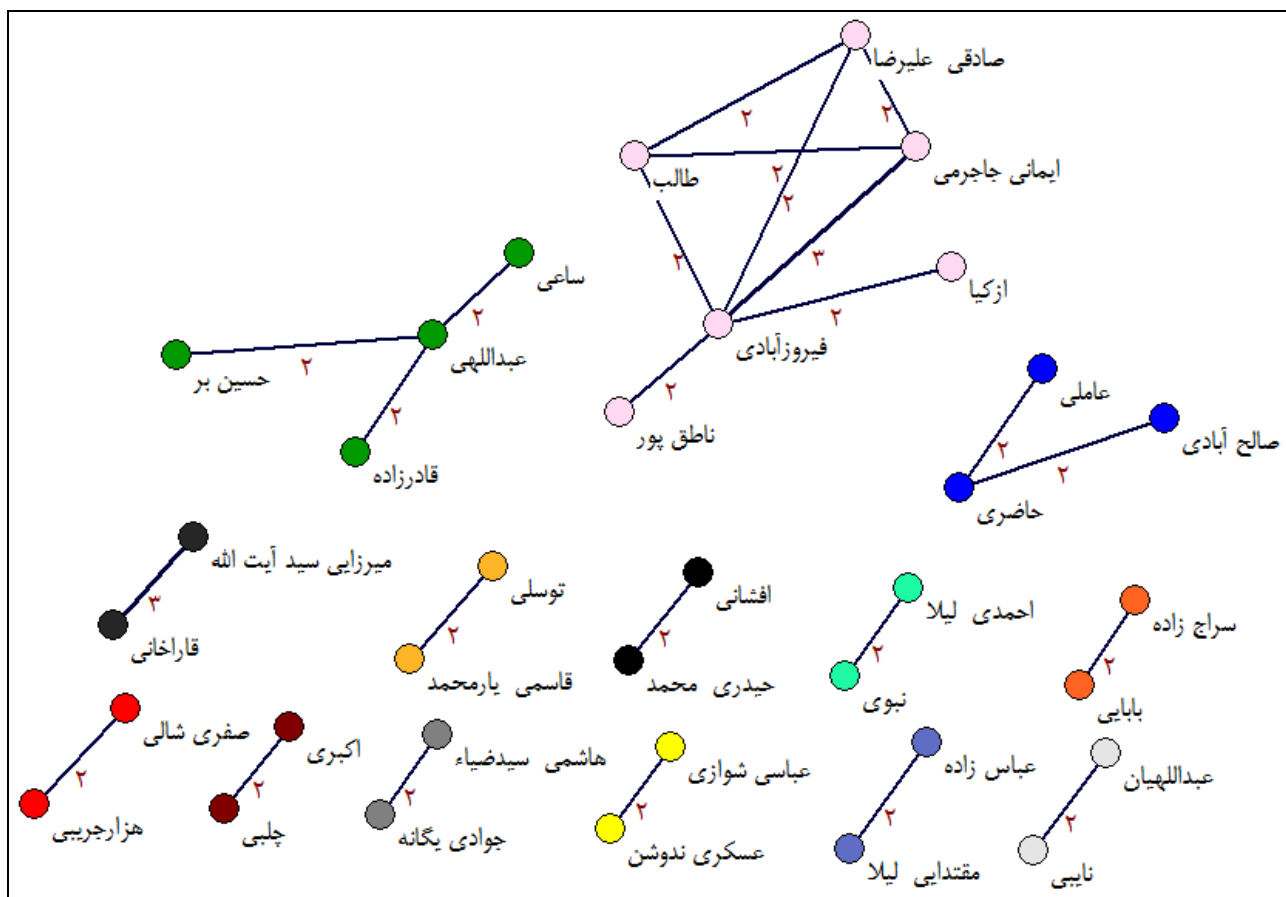 صادقی علیرضا
۲
۲
ایمانی جاجرمی
طالب
۲
۲
۲
۳
ازکیا
۲
فیروزآبادی
۲
ناطق پور
ساعی
۲
عبداللهی
۲
حسین بر
۲
قادرزاده
عاملی
صالح آبادی
۲
۲
حاضری
میرزایی سید آیت الله
۳
قاراخانی
توسلی
۲
قاسمی یارمحمد
افشانی
۲
حیدری محمد
احمدی لیلا
۲
نبوی
سراج زاده
۲
بابایی
صفری شالی
۲
هزارجریبی
اکبری
۲
چلبی
هاشمی سیدضیاء
۲
جوادی یگانه
عباسی شوازی
۲
عسکری ندوشن
عباس زاده
۲
مقتدایی لیلا
عبداللهیان
۲
نایبی